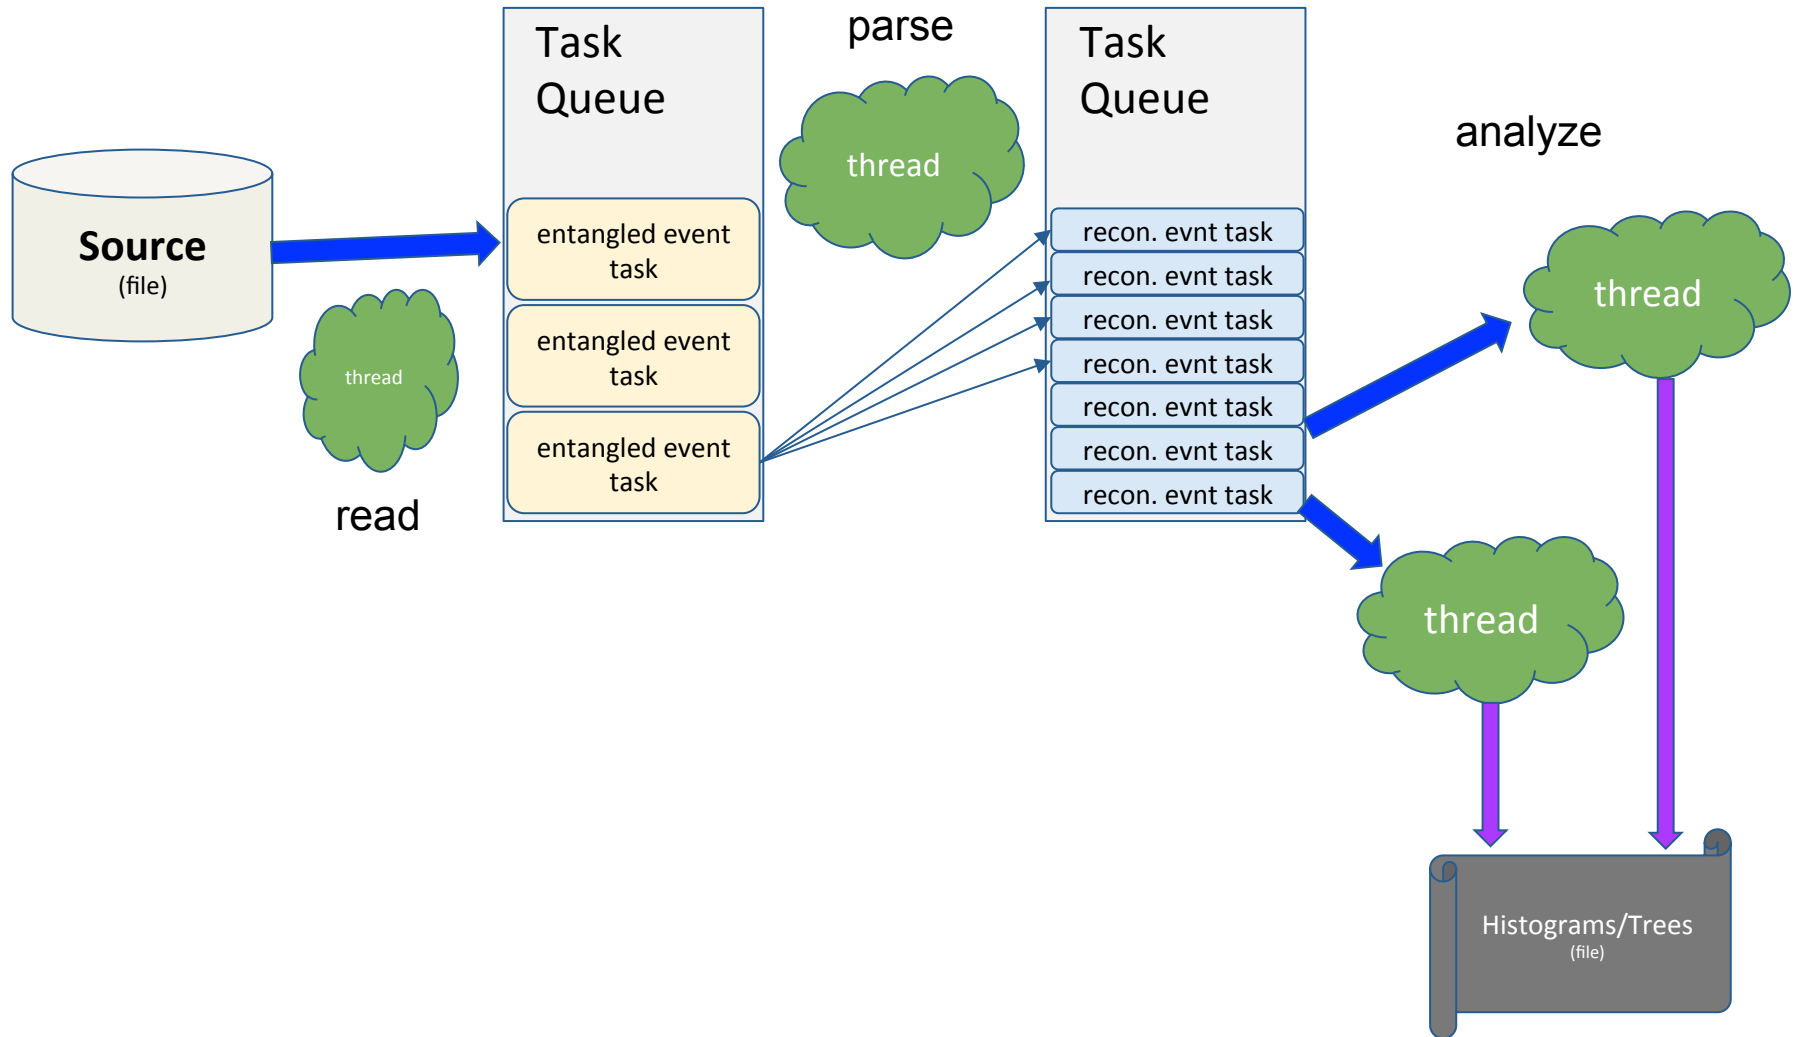 Source
(file)
thread
read
Task
Queue
entangled event
task
entangled event
task
entangled event
task
parse
thread
Task
Queue
recon. evnt task
recon. evnt task
recon. evnt task
recon. evnt task
recon. evnt task
recon. evnt task
recon. evnt task
analyze
thread
thread
Histograms/Trees
(file)